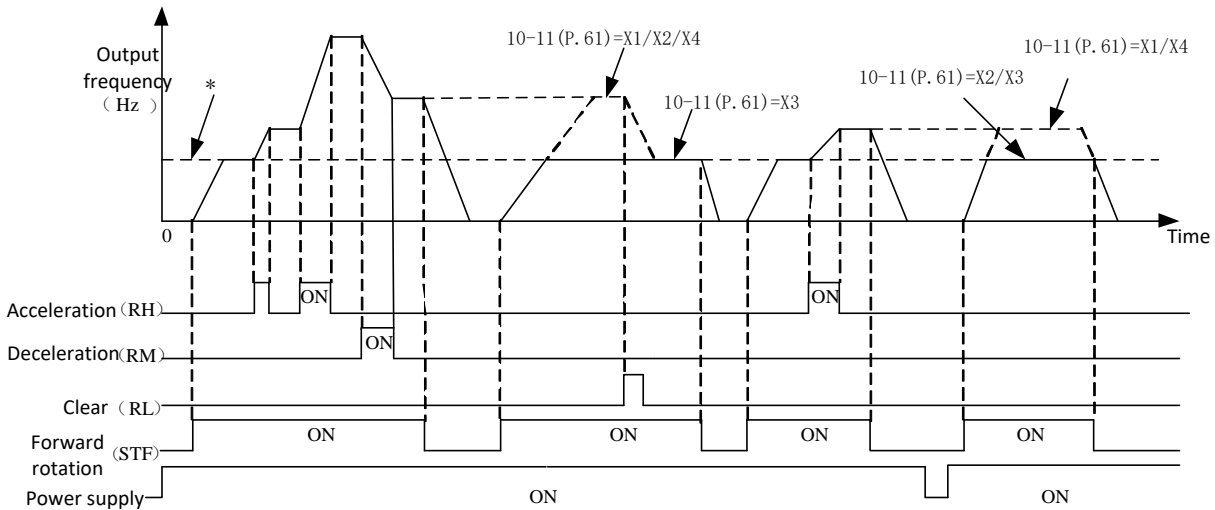 Output
frequency
（Hz ）
*
10-11(P.61)=X1/X2/X4
10-11(P.61)=X3
10-11(P.61)=X1/X4
10-11(P.61)=X2/X3
0
Time
Acceleration（RH）
ON
ON
Deceleration（RM）
ON
Clear （RL）
Forward
rotation
（STF）
ON
ON
ON
ON
Power supply
ON
ON